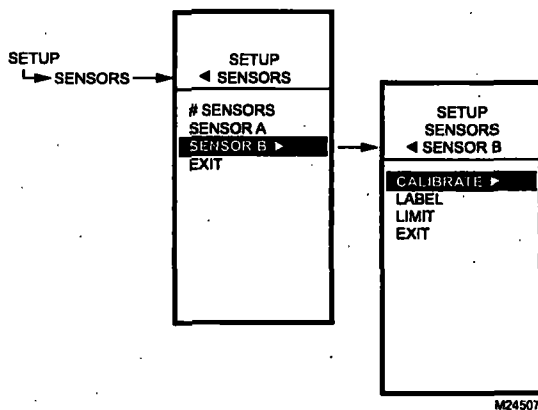 SETUP
SENSORS
SETUP
◄ SENSORS
# SENSORS
SENSOR A
SENSOR B ►
EXIT
SETUP
SENSORS
◄ SENSOR B
CALIBRATE ►
LABEL
LIMIT
EXIT
M24507